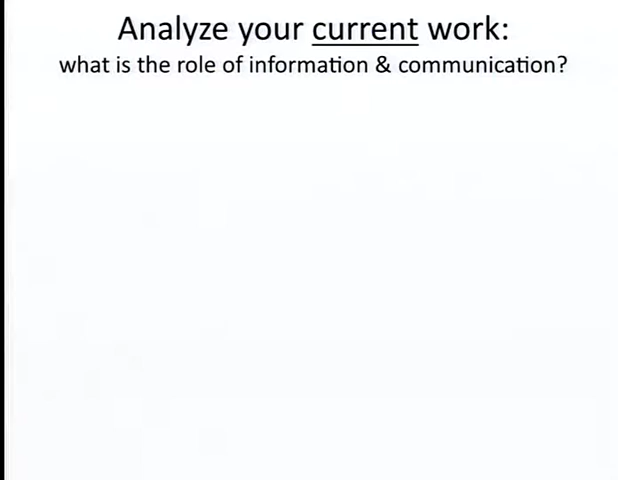 Analyze your current work:
what is the role of information & communication?